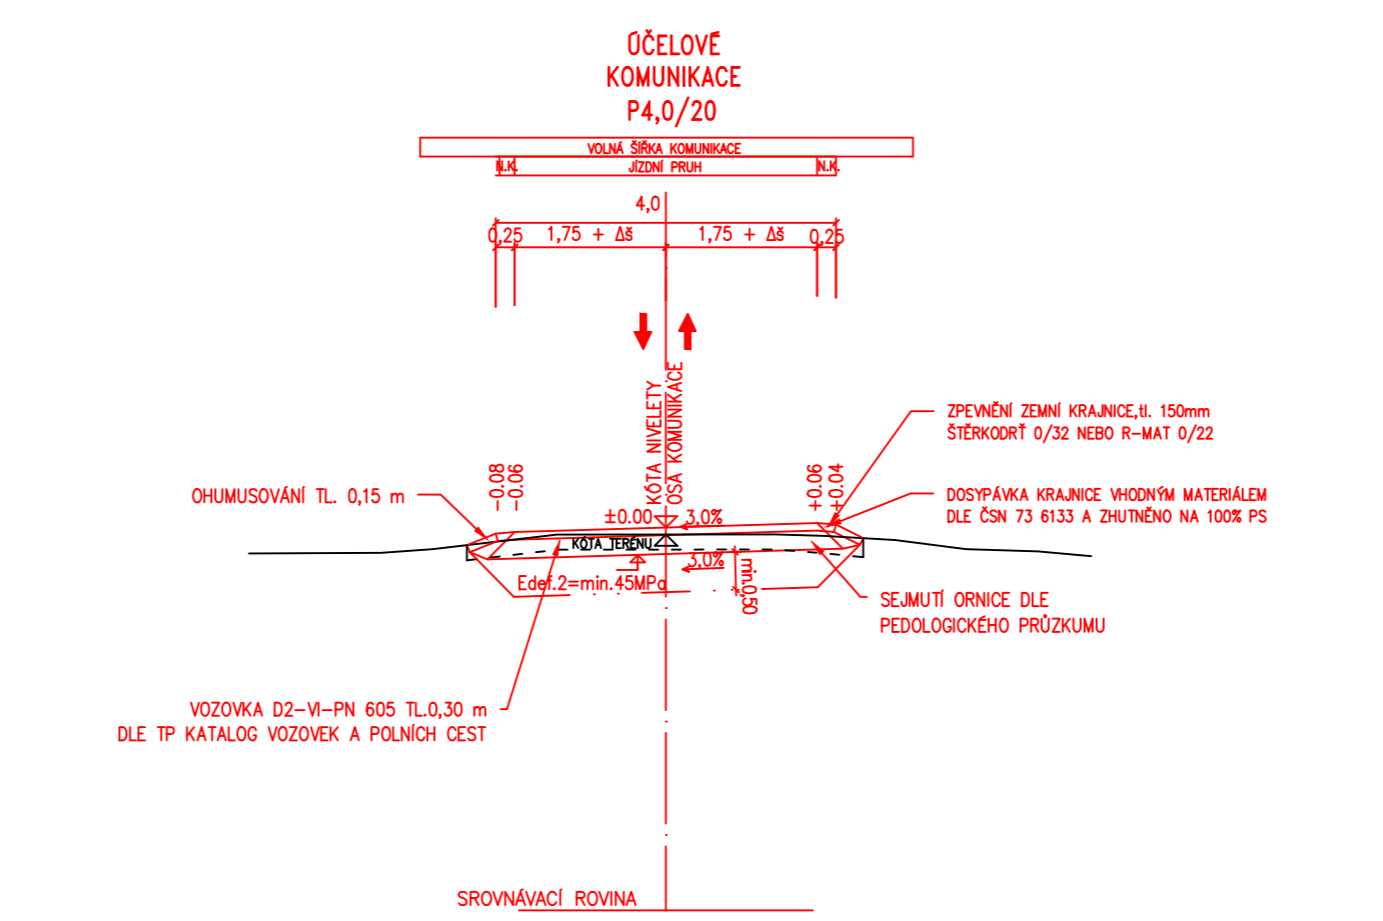 ÚČELOVÉ
KOMUNIKACE
P4,0/20
VOLNÁ ŠÍŘKA KOMUNIKACE
N.K. JÍZDNÍ PRUH N.K.
4,0
0,25 1,75 + Δš 1,75 + Δš 0,25
KÓTA NIVELETY
OSA KOMUNIKACE
ZPEVNĚNÍ ZEMNÍ KRAJNICE,tl. 150mm
ŠTĚRKODRŤ 0/32 NEBO R-MAT 0/22
OHUMUSOVÁNÍ TL. 0,15 m
-0.08
-0.06
+0.06
+0.04
DOSYPÁVKA KRAJNICE VHODNÝM MATERIÁLEM
DLE ČSN 73 6133 A ZHUTNĚNO NA 100% PS
±0.00 3,0%
KÓTA TERÉNU
3,0%
Edef.2=min.45MPa
min.0,50
SEJMUTÍ ORNICE DLE
PEDOLOGICKÉHO PRŮZKUMU
VOZOVKA D2-VI-PN 605 TL.0,30 m
DLE TP KATALOG VOZOVEK A POLNÍCH CEST
SROVNÁVACÍ ROVINA